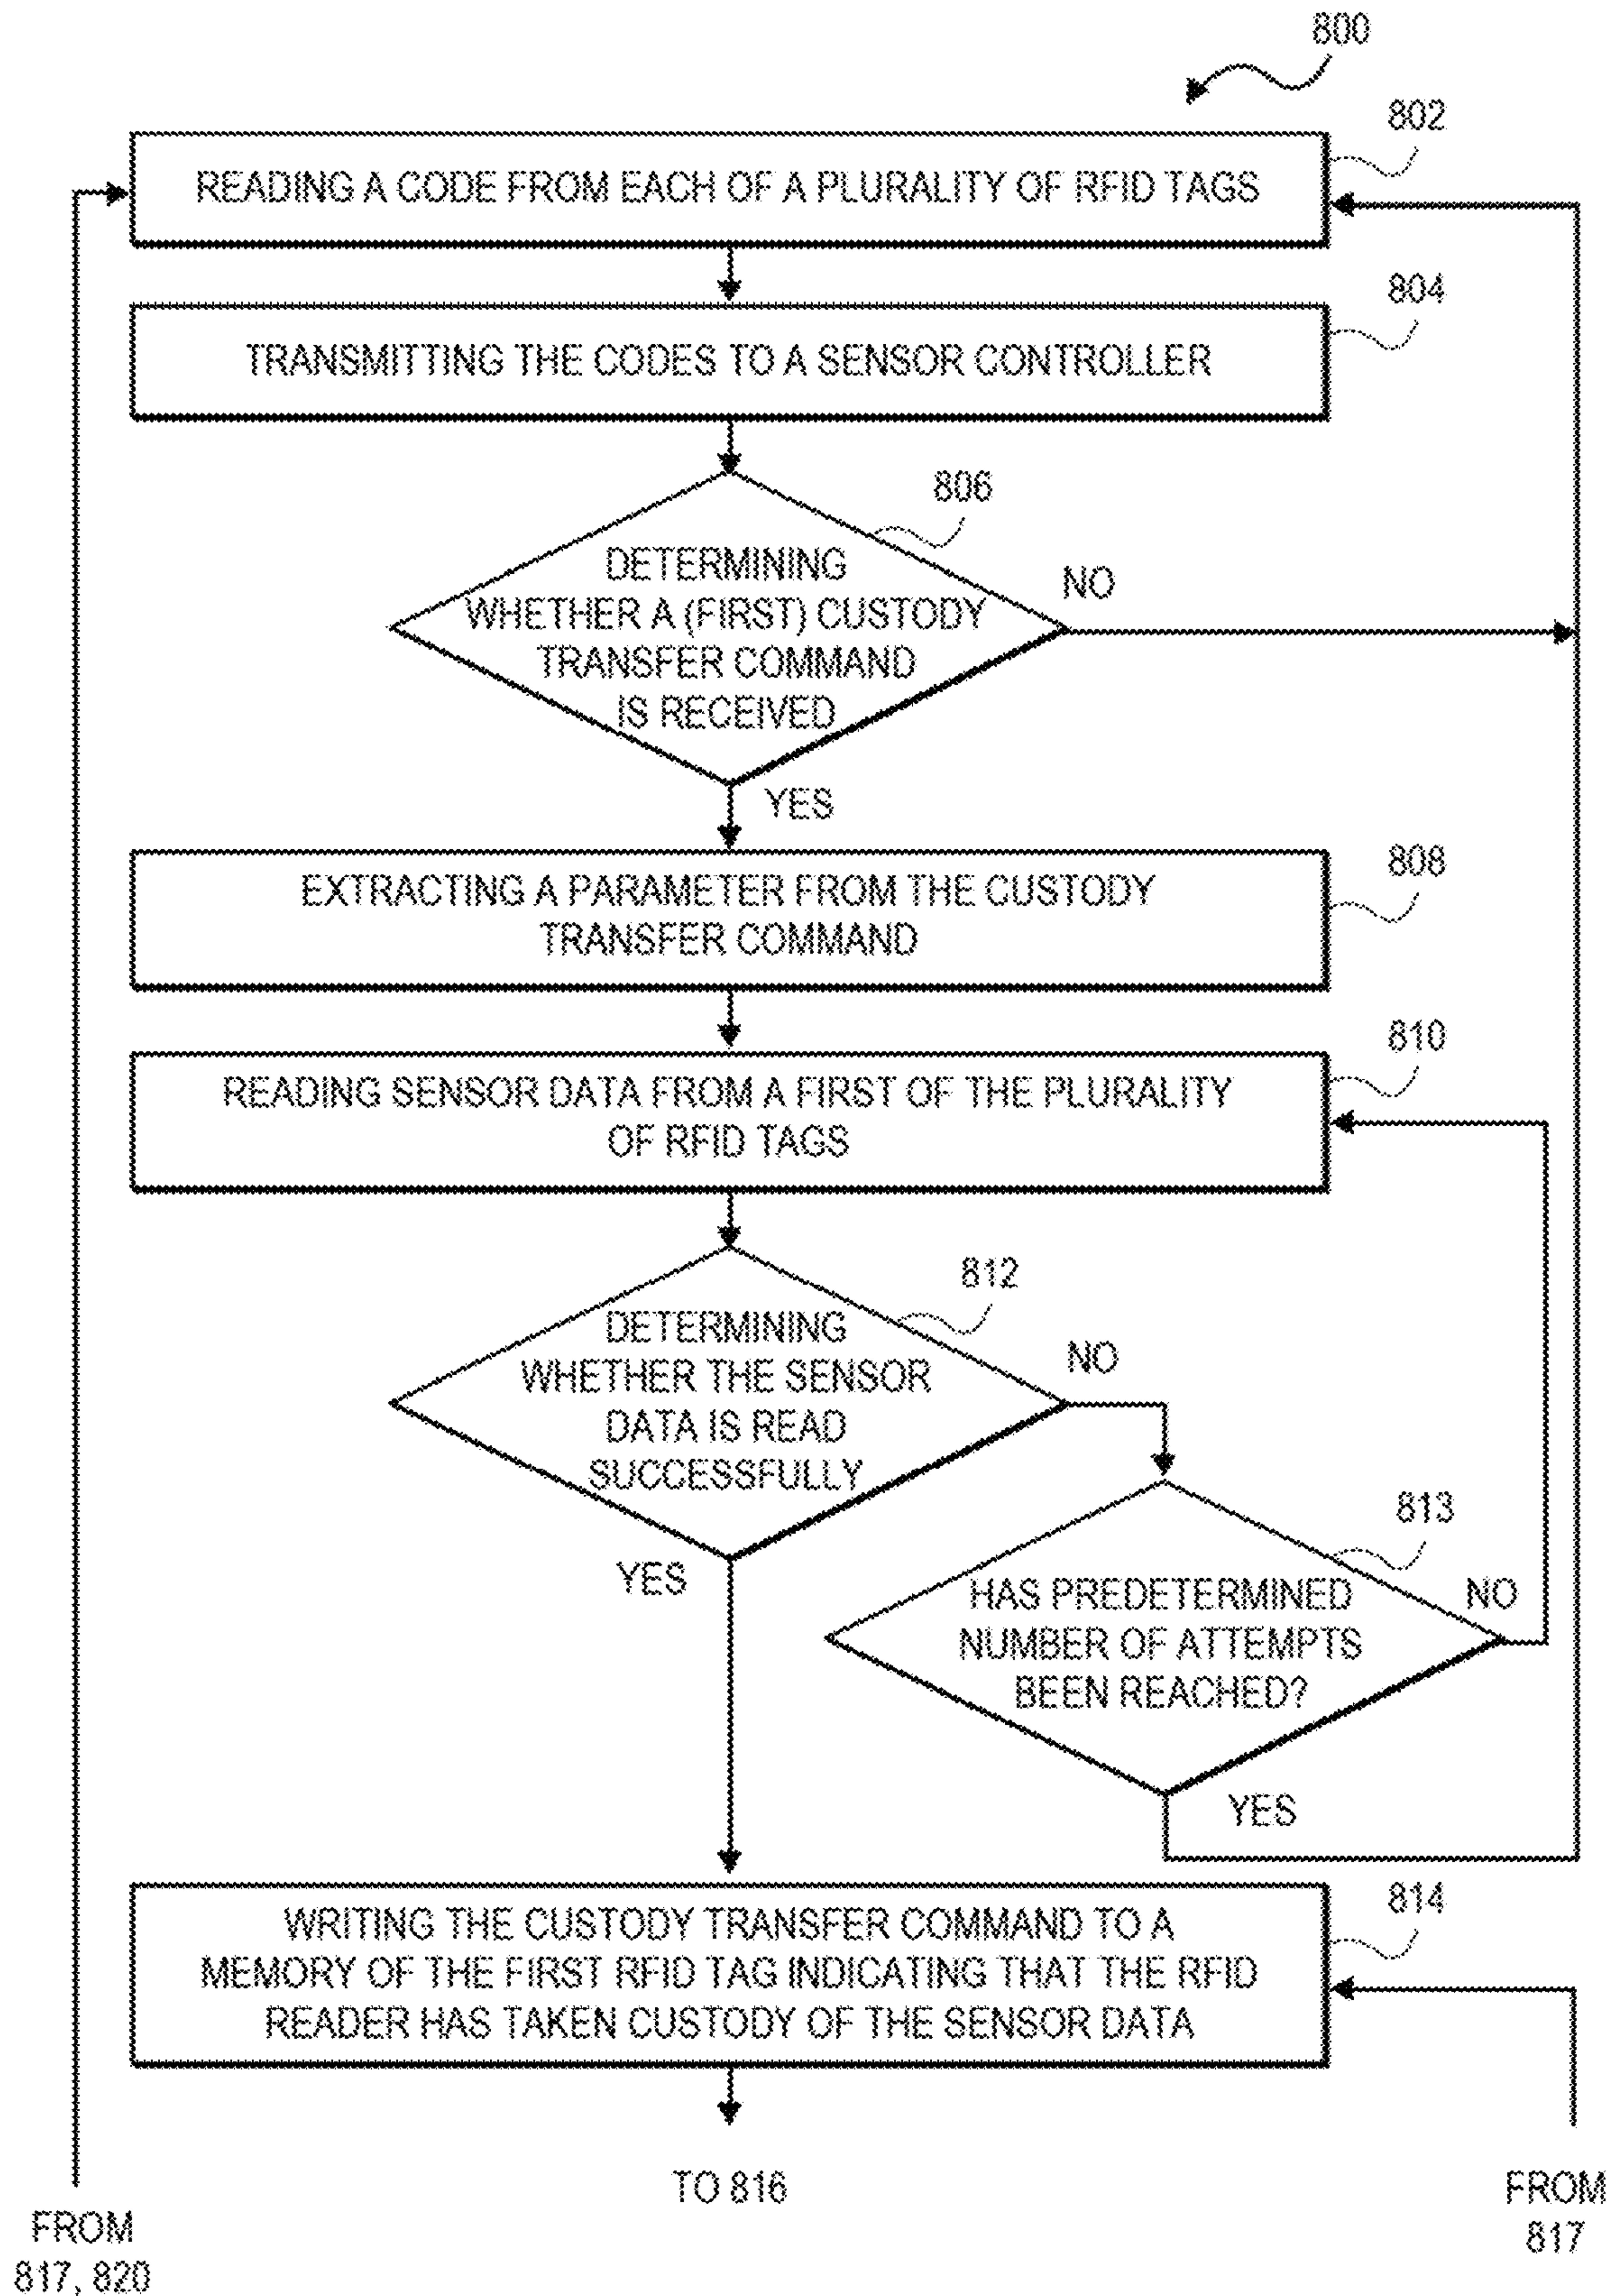 800
802
READING A CODE FROM EACH OF A PLURALITY OF RFID TAGS
804
TRANSMITTING THE CODES TO A SENSOR CONTROLLER
806
DETERMINING
WHETHER A (FIRST) CUSTODY
TRANSFER COMMAND
IS RECEIVED
NO
YES
808
EXTRACTING A PARAMETER FROM THE CUSTODY
TRANSFER COMMAND
810
READING SENSOR DATA FROM A FIRST OF THE PLURALITY
OF RFID TAGS
812
DETERMINING
WHETHER THE SENSOR
DATA IS READ
SUCCESSFULLY
NO
YES
813
HAS PREDETERMINED
NUMBER OF ATTEMPTS
BEEN REACHED?
NO
YES
814
WRITING THE CUSTODY TRANSFER COMMAND TO A
MEMORY OF THE FIRST RFID TAG INDICATING THAT THE RFID
READER HAS TAKEN CUSTODY OF THE SENSOR DATA
FROM
817, 820
TO 816
FROM
817